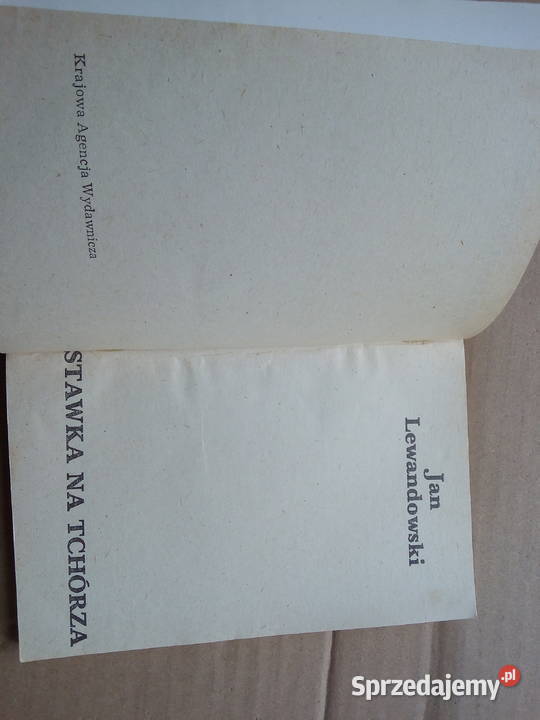 Krajowa Agencja Wydawnicza
Jan
Lewandowski
STAWKA NA TCHÓRZA
Sprzedajemy.pl